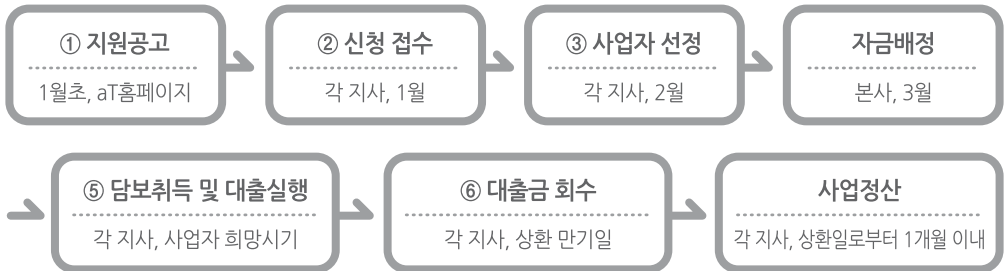 ① 지원공고
1월초, aT홈페이지
② 신청 접수
각 지사, 1월
③ 사업자 선정
각 지사, 2월
자금배정
본사, 3월
⑤ 담보취득 및 대출실행
각 지사, 사업자 희망시기
⑥ 대출금 회수
각 지사, 상환 만기일
사업정산
각 지사, 상환일로부터 1개월 이내